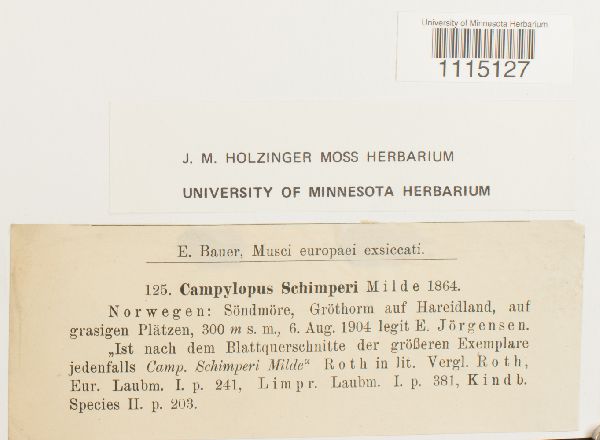 University of Minnesota Herbarium
1115127
J. M. HOLZINGER MOSS HERBARIUM
UNIVERSITY OF MINNESOTA HERBARIUM
E. Bauer, Musci europaei exsiccati.
125. Campylopus Schimperi Milde 1864.
Norwegen: Söndmöre, Gröthorn auf Hareidland, auf
grasigen Plätzen, 300 m s. m., 6. Aug. 1904 legit E. Jörgensen.
„Ist nach dem Blattquerschnitte der größeren Exemplare
jedenfalls Camp. Schimperi Milde“ Roth in lit. Vergl. Roth,
Eur. Laubm. I. p. 241, Limpr. Laubm. I. p. 381, Kindb.
Species II. p. 203.